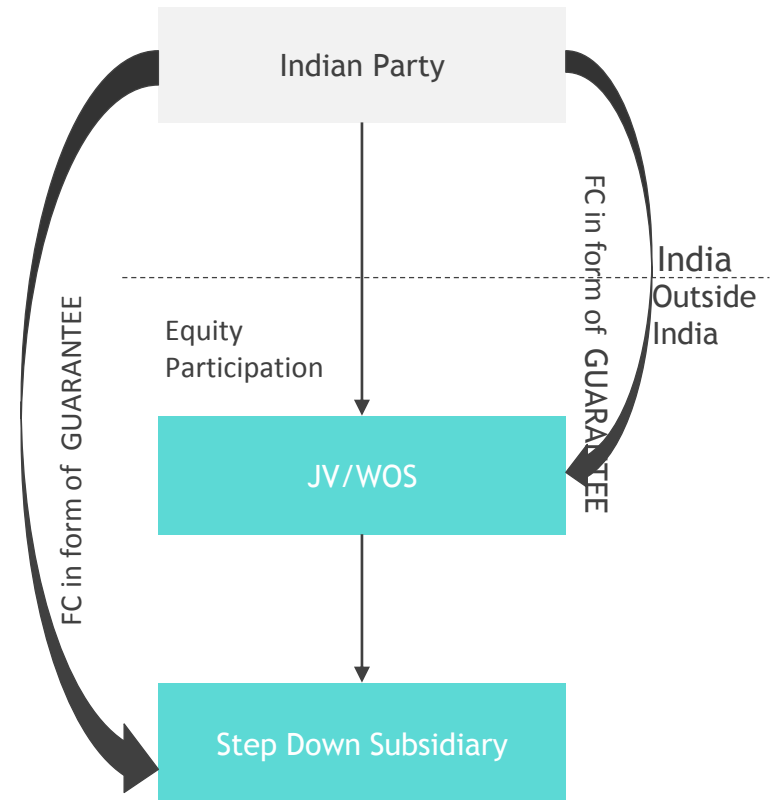 Indian Party
FC in form of GUARANTEE
India
Outside
India
Equity
Participation
FC in form of GUARANTEE
JV/WOS
Step Down Subsidiary